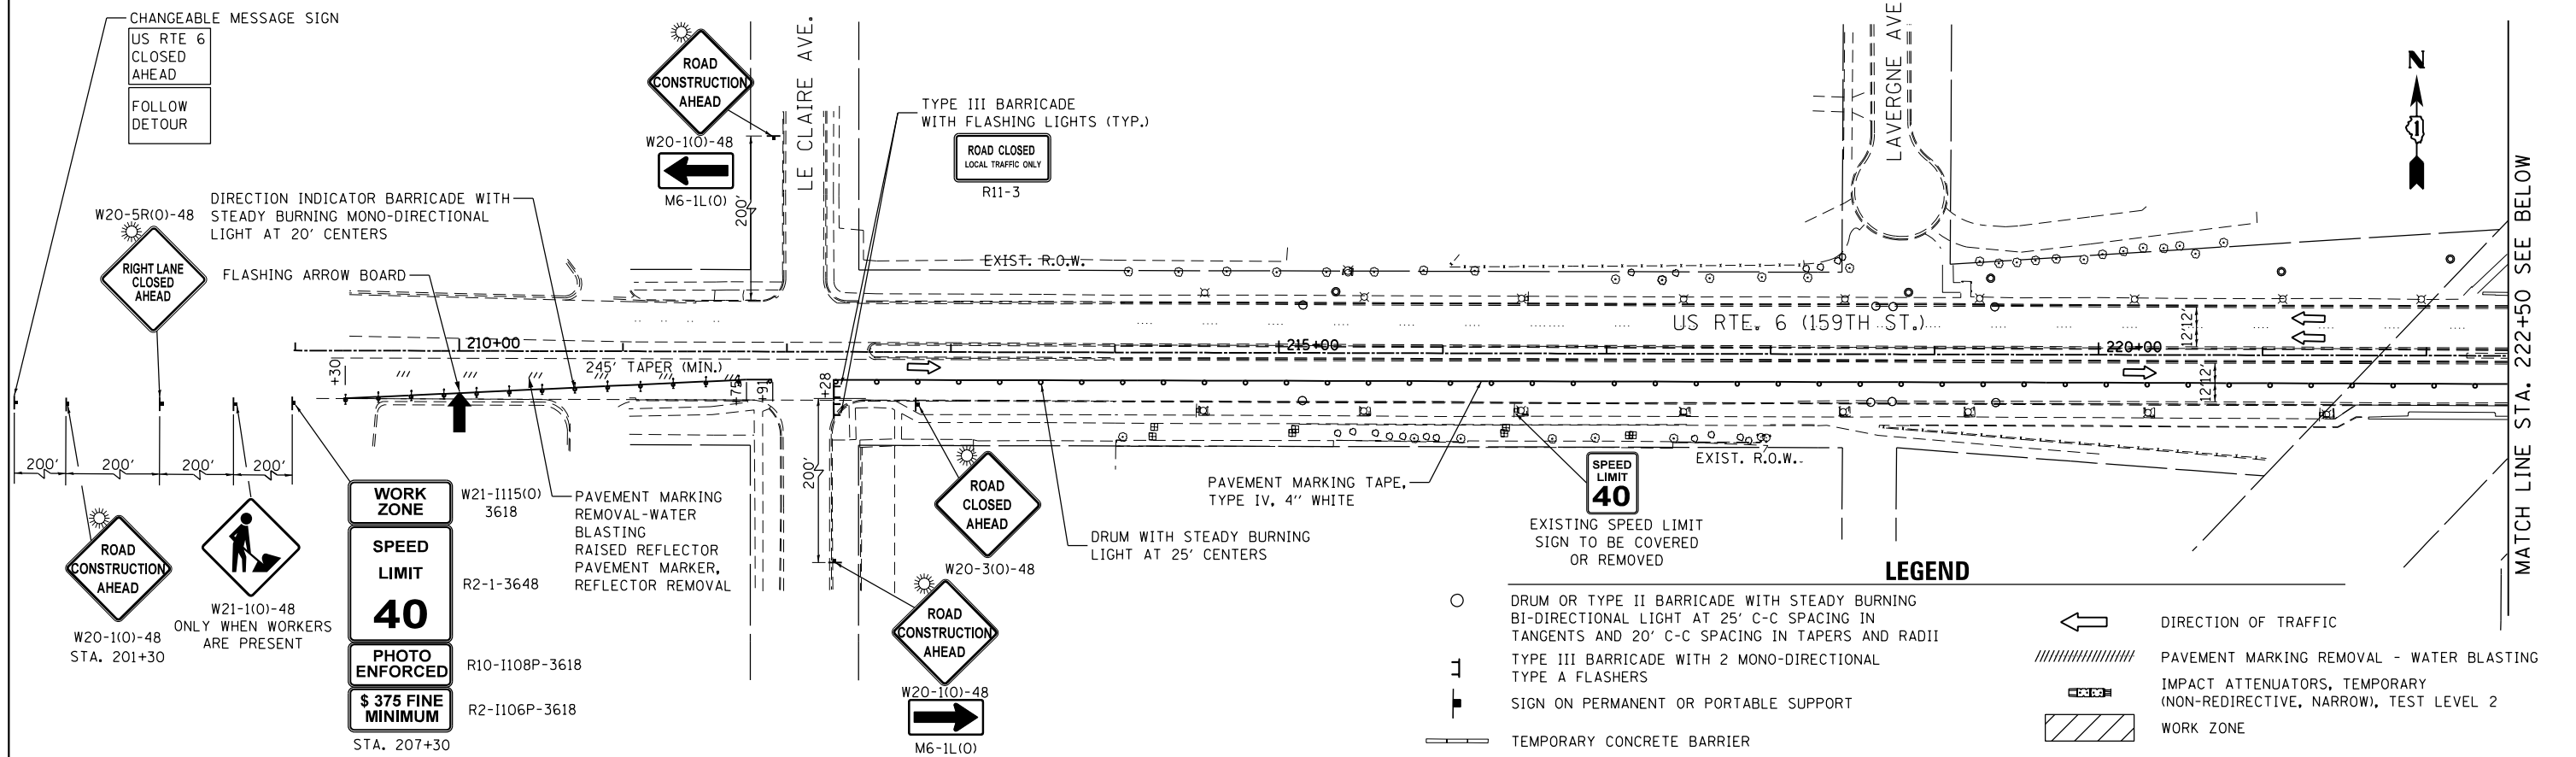 CHANGEABLE MESSAGE SIGN
US RTE 6
CLOSED
AHEAD
FOLLOW
DETOUR
ROAD
CONSTRUCTION
AHEAD
W20-1(O)-48
M6-1L(O)
200'
LE CLAIRE AVE.
TYPE III BARRICADE
WITH FLASHING LIGHTS (TYP.)
ROAD CLOSED
LOCAL TRAFFIC ONLY
R11-3
LAVERGNE AVE
N
1
MATCH LINE STA. 222+50 SEE BELOW
W20-5R(O)-48
RIGHT LANE
CLOSED
AHEAD
DIRECTION INDICATOR BARRICADE WITH
STEADY BURNING MONO-DIRECTIONAL
LIGHT AT 20' CENTERS
FLASHING ARROW BOARD
EXIST. R.O.W.
US RTE. 6 (159TH ST.)
12'
12'
210+00
215+00
220+00
+30
245' TAPER (MIN.)
+75
+91
+28
12'
12'
200'
200'
200'
200'
200'
ROAD
CONSTRUCTION
AHEAD
W20-1(O)-48
STA. 201+30
W21-1(O)-48
ONLY WHEN WORKERS
ARE PRESENT
WORK
ZONE
W21-I115(O)
3618
SPEED
LIMIT
40
R2-1-3648
PHOTO
ENFORCED
R10-I108P-3618
$ 375 FINE
MINIMUM
R2-I106P-3618
STA. 207+30
PAVEMENT MARKING
REMOVAL-WATER
BLASTING
RAISED REFLECTOR
PAVEMENT MARKER,
REFLECTOR REMOVAL
ROAD
CLOSED
AHEAD
W20-3(O)-48
ROAD
CONSTRUCTION
AHEAD
W20-1(O)-48
M6-1L(O)
DRUM WITH STEADY BURNING
LIGHT AT 25' CENTERS
PAVEMENT MARKING TAPE,
TYPE IV, 4" WHITE
SPEED
LIMIT
40
EXISTING SPEED LIMIT
SIGN TO BE COVERED
OR REMOVED
EXIST. R.O.W.
LEGEND
DRUM OR TYPE II BARRICADE WITH STEADY BURNING
BI-DIRECTIONAL LIGHT AT 25' C-C SPACING IN
TANGENTS AND 20' C-C SPACING IN TAPERS AND RADII
TYPE III BARRICADE WITH 2 MONO-DIRECTIONAL
TYPE A FLASHERS
SIGN ON PERMANENT OR PORTABLE SUPPORT
TEMPORARY CONCRETE BARRIER
DIRECTION OF TRAFFIC
PAVEMENT MARKING REMOVAL - WATER BLASTING
IMPACT ATTENUATORS, TEMPORARY
(NON-REDIRECTIVE, NARROW), TEST LEVEL 2
WORK ZONE